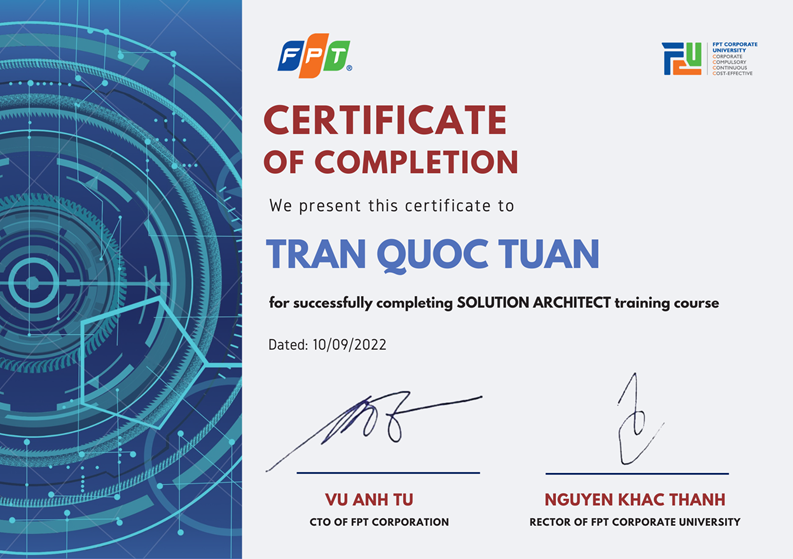 FPT®
FPT CORPORATE
UNIVERSITY
CORPORATE
COMPULSORY
CONTINUOUS
COST-EFFECTIVE
CERTIFICATE
OF COMPLETION
We present this certificate to
TRAN QUOC TUAN
for successfully completing SOLUTION ARCHITECT training course
Dated: 10/09/2022
VU ANH TU
CTO OF FPT CORPORATION
NGUYEN KHAC THANH
RECTOR OF FPT CORPORATE UNIVERSITY